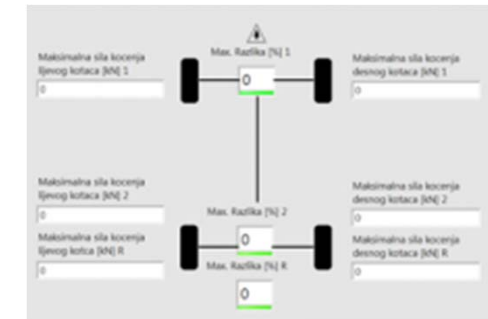 Max. Razlika [%] 1
Maksimalna sila kocenja
lijevog kotaca [kN] 1
0
0
Maksimalna sila kocenja
desnog kotaca [kN] 1
0
Maksimalna sila kocenja
lijevog kotaca [kN] 2
0
Max. Razlika [%] 2
0
Maksimalna sila kocenja
desnog kotaca [kN] 2
0
Maksimalna sila kocenja
lijevog kotca [kN] R
0
Max. Razlika [%] R
0
Maksimalna sila kocenja
desnog kotaca [kN] R
0